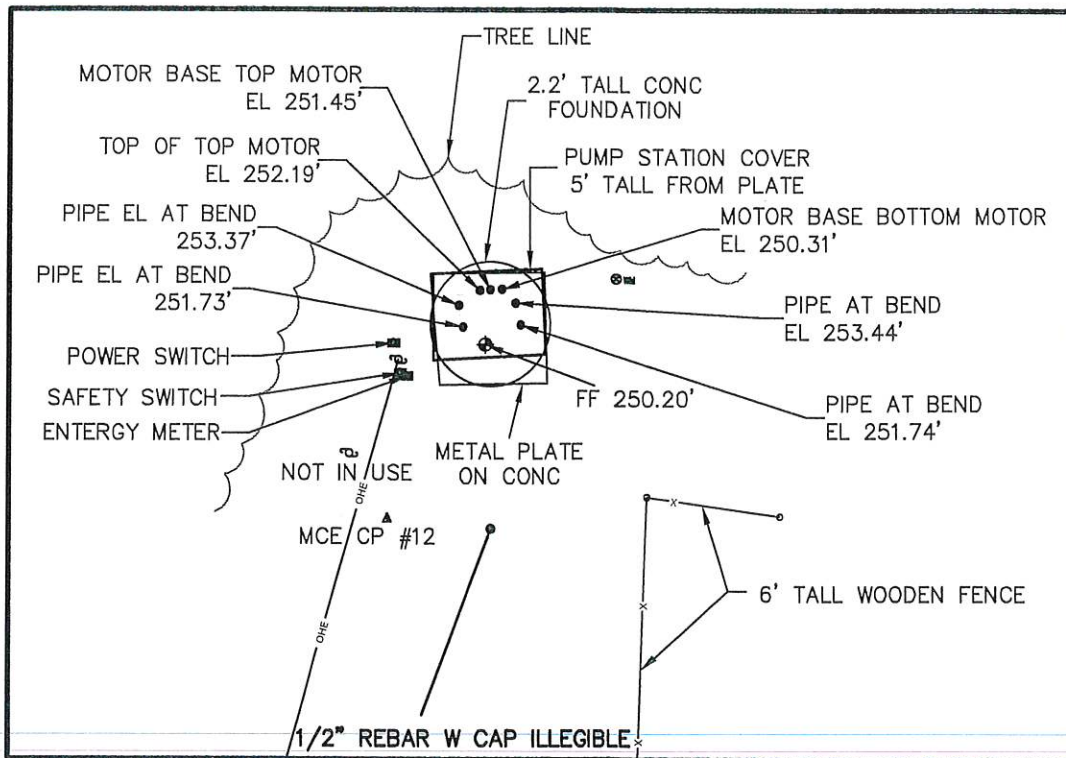 TREE LINE
MOTOR BASE TOP MOTOR
EL 251.45'
2.2' TALL CONC
FOUNDATION
TOP OF TOP MOTOR
EL 252.19'
PUMP STATION COVER
5' TALL FROM PLATE
PIPE EL AT BEND
253.37'
MOTOR BASE BOTTOM MOTOR
EL 250.31'
PIPE EL AT BEND
251.73'
PIPE AT BEND
EL 253.44'
POWER SWITCH
SAFETY SWITCH
ENTERGY METER
FF 250.20'
PIPE AT BEND
EL 251.74'
METAL PLATE
ON CONC
NOT IN USE
OHE
MCE CP #12
X
6' TALL WOODEN FENCE
X
OHE
X
1/2" REBAR W CAP ILLEGIBLE
X